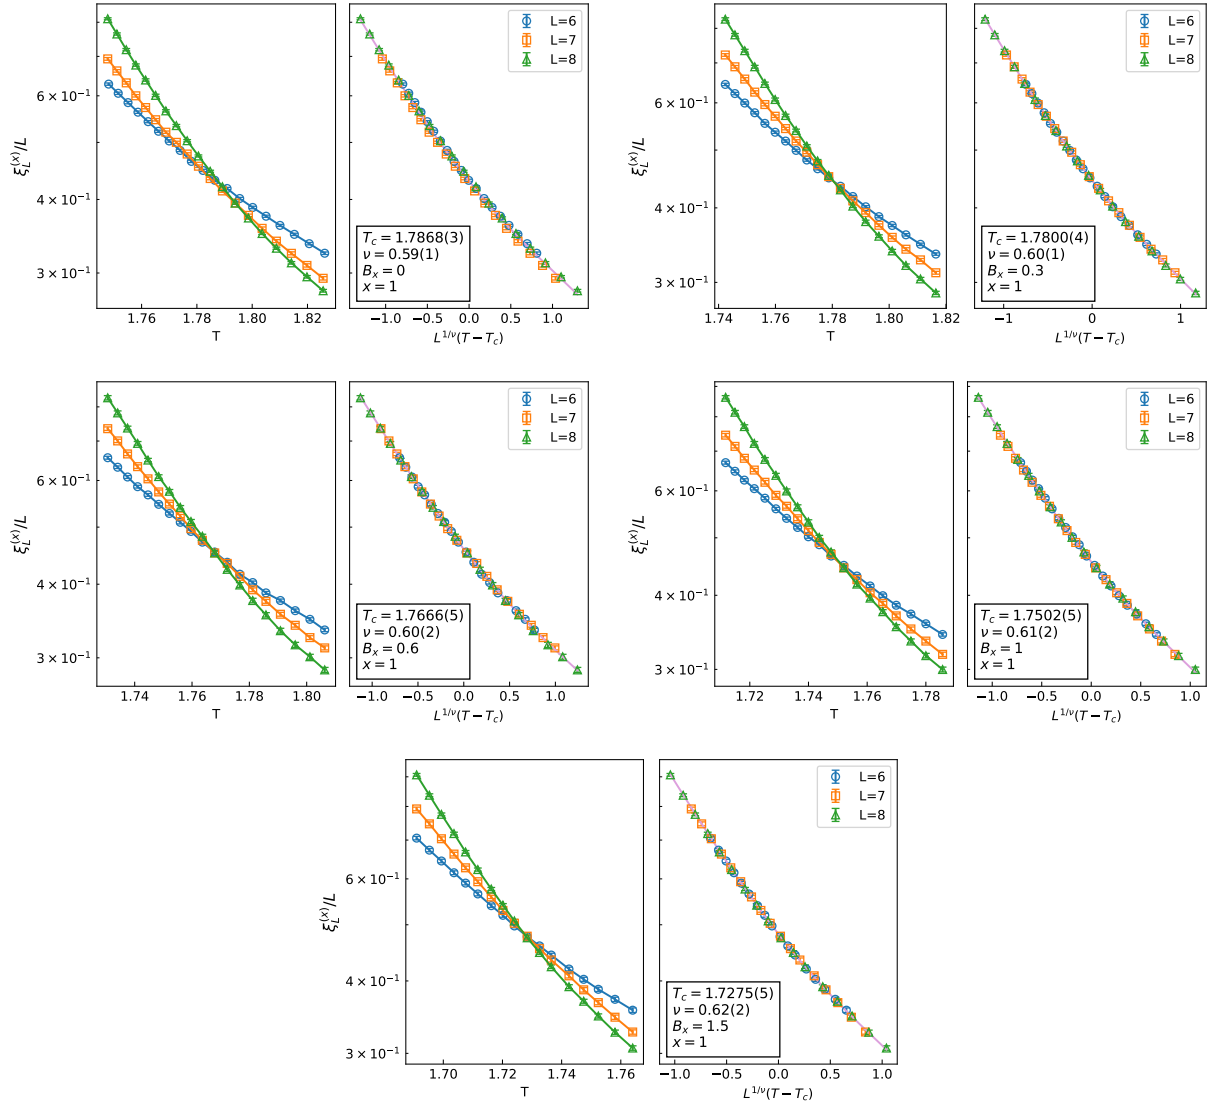 6 × 10⁻¹
4 × 10⁻¹
3 × 10⁻¹
ξ_L^(x)/L
1.76 1.78 1.80 1.82
T
L=6
L=7
L=8
T_c = 1.7868(3)
ν = 0.59(1)
B_x = 0
x = 1
−1.0 −0.5 0.0 0.5 1.0
L^{1/ν}(T − T_c)
6 × 10⁻¹
4 × 10⁻¹
3 × 10⁻¹
ξ_L^(x)/L
1.74 1.76 1.78 1.80 1.82
T
L=6
L=7
L=8
T_c = 1.7800(4)
ν = 0.60(1)
B_x = 0.3
x = 1
−1 0 1
L^{1/ν}(T − T_c)
6 × 10⁻¹
4 × 10⁻¹
3 × 10⁻¹
ξ_L^(x)/L
1.74 1.76 1.78 1.80
T
L=6
L=7
L=8
T_c = 1.7666(5)
ν = 0.60(2)
B_x = 0.6
x = 1
−1.0 −0.5 0.0 0.5 1.0
L^{1/ν}(T − T_c)
6 × 10⁻¹
4 × 10⁻¹
3 × 10⁻¹
ξ_L^(x)/L
1.72 1.74 1.76 1.78
T
L=6
L=7
L=8
T_c = 1.7502(5)
ν = 0.61(2)
B_x = 1
x = 1
−1.0 −0.5 0.0 0.5 1.0
L^{1/ν}(T − T_c)
6 × 10⁻¹
4 × 10⁻¹
3 × 10⁻¹
ξ_L^(x)/L
1.70 1.72 1.74 1.76
T
L=6
L=7
L=8
T_c = 1.7275(5)
ν = 0.62(2)
B_x = 1.5
x = 1
−1.0 −0.5 0.0 0.5 1.0
L^{1/ν}(T − T_c)